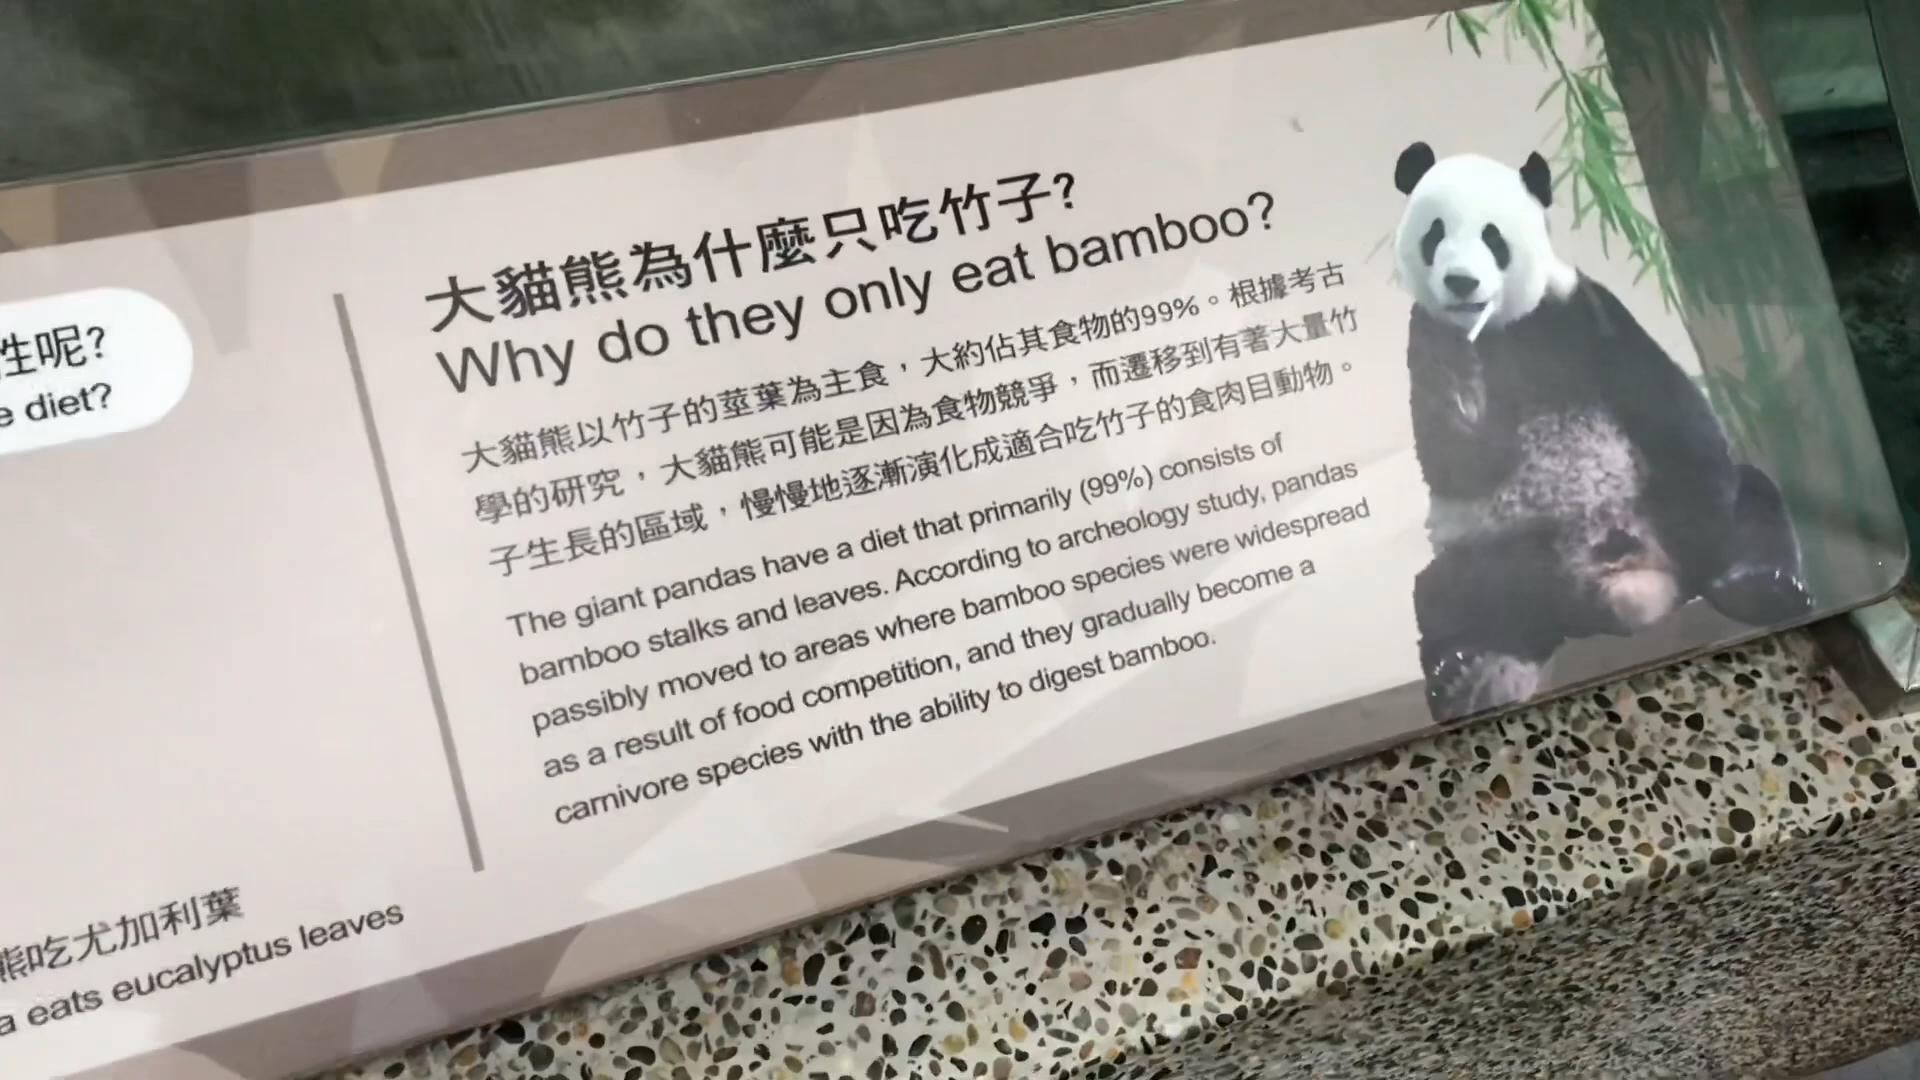 性呢?
e diet?
熊吃尤加利葉
a eats eucalyptus leaves
大貓熊為什麼只吃竹子?
Why do they only eat bamboo?
大貓熊以竹子的莖葉為主食，大約佔其食物的99%。根據考古
學的研究，大貓熊可能是因為食物競爭，而遷移到有著大量竹
子生長的區域，慢慢地逐漸演化成適合吃竹子的食肉目動物。
The giant pandas have a diet that primarily (99%) consists of
bamboo stalks and leaves. According to archeology study, pandas
passibly moved to areas where bamboo species were widespread
as a result of food competition, and they gradually become a
carnivore species with the ability to digest bamboo.